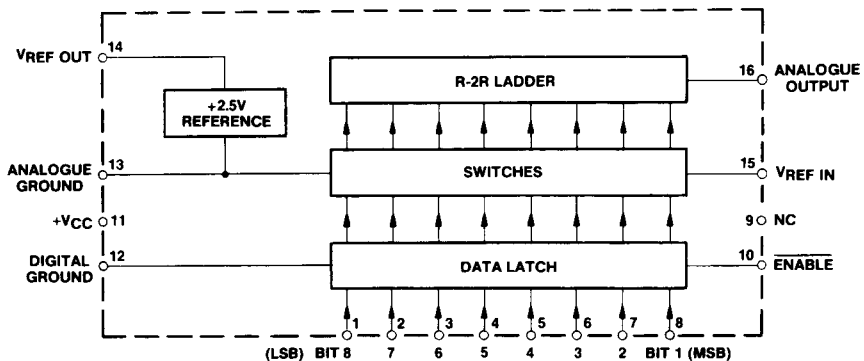 VREF OUT
14
+2.5V
REFERENCE
R-2R LADDER
16
ANALOGUE
OUTPUT
ANALOGUE
GROUND
13
SWITCHES
15
VREF IN
+VCC
11
9
NC
DIGITAL
GROUND
12
DATA LATCH
10
ENABLE
1 2 3 4 5 6 7 8
(LSB) BIT 8 7 6 5 4 3 2 BIT 1 (MSB)